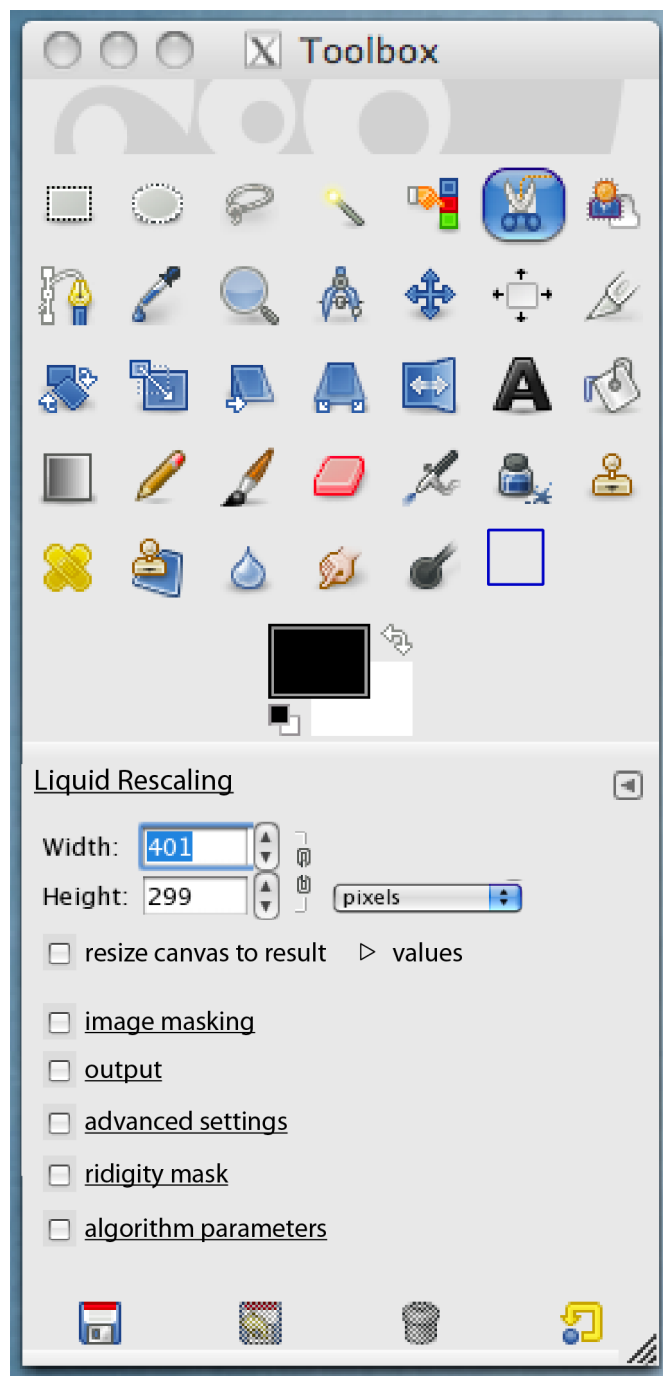 Toolbox
Liquid Rescaling
Width: 401
Height: 299 pixels
resize canvas to result values
image masking
output
advanced settings
ridigity mask
algorithm parameters